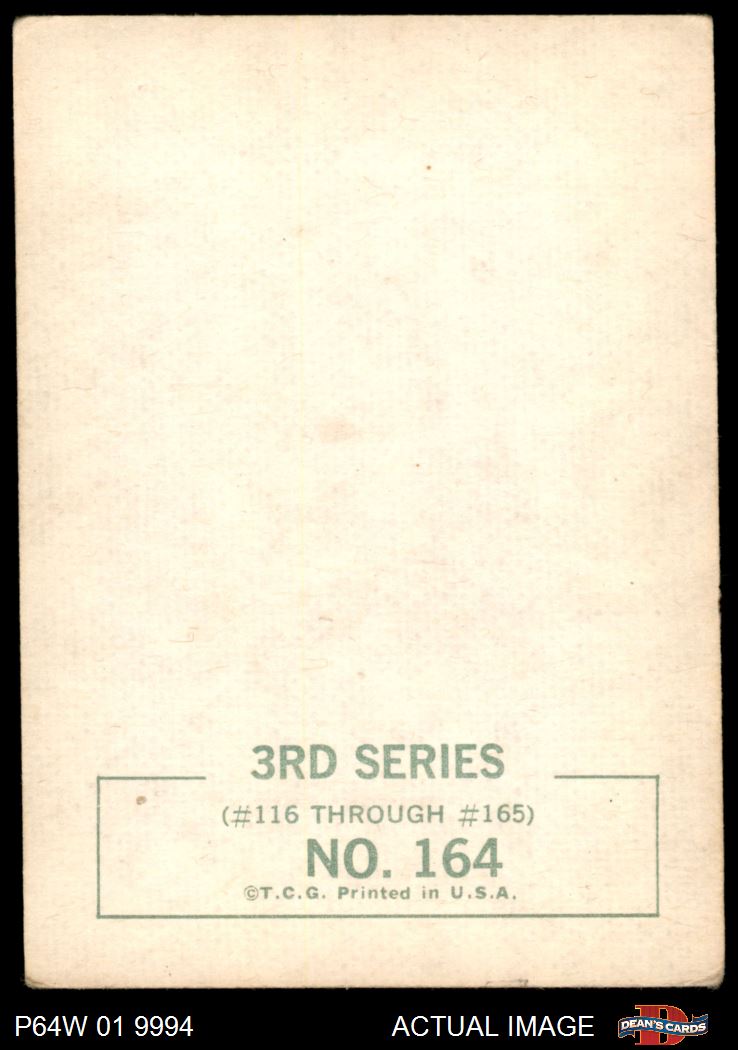 3RD SERIES
(#116 THROUGH #165)
NO. 164
©T.C.G. Printed in U.S.A.
P64W 01 9994
ACTUAL IMAGE
D
DEAN'S CARDS